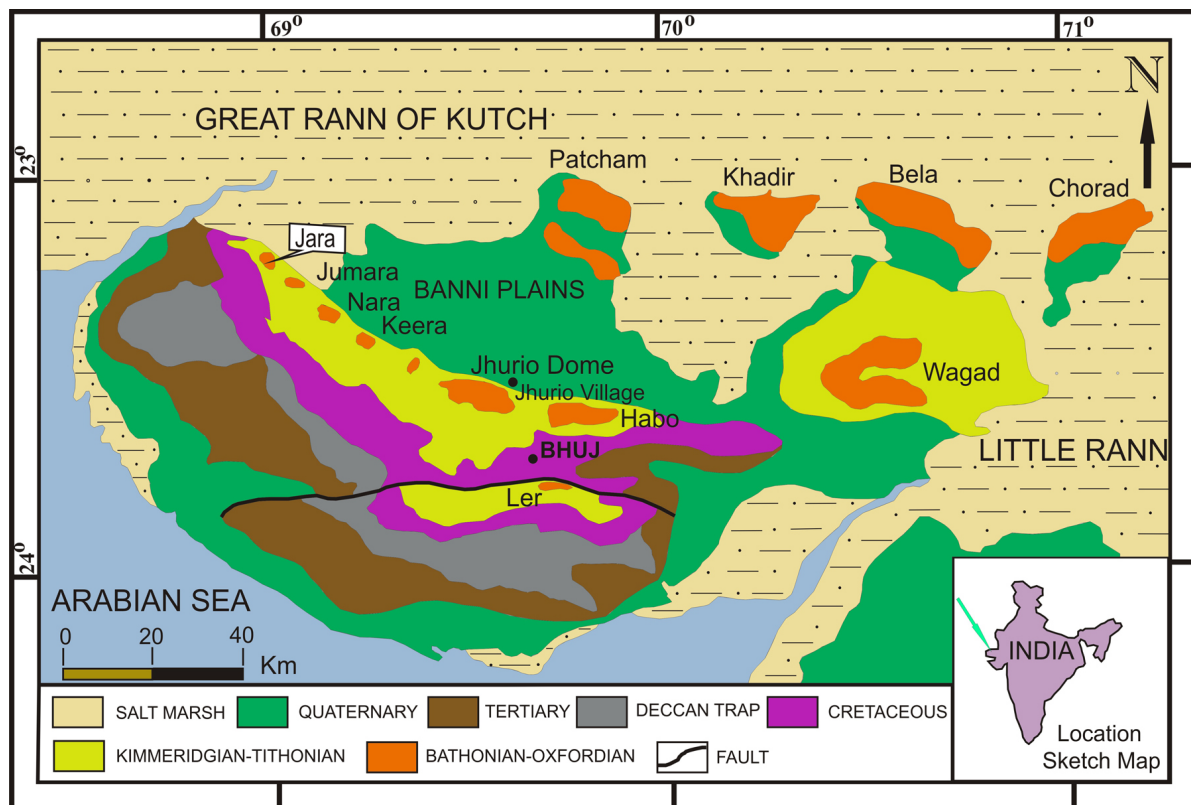 69⁰
70⁰
71⁰
N
GREAT RANN OF KUTCH
23⁰
Patcham
Khadir
Bela
Chorad
Jara
Jumara
BANNI PLAINS
Nara
Keera
Jhurio Dome
Jhurio Village
Wagad
Habo
BHUJ
LITTLE RANN
Ler
24⁰
ARABIAN SEA
0 20 40
Km
INDIA
Location
Sketch Map
SALT MARSH QUATERNARY TERTIARY DECCAN TRAP CRETACEOUS
KIMMERIDGIAN-TITHONIAN BATHONIAN-OXFORDIAN FAULT